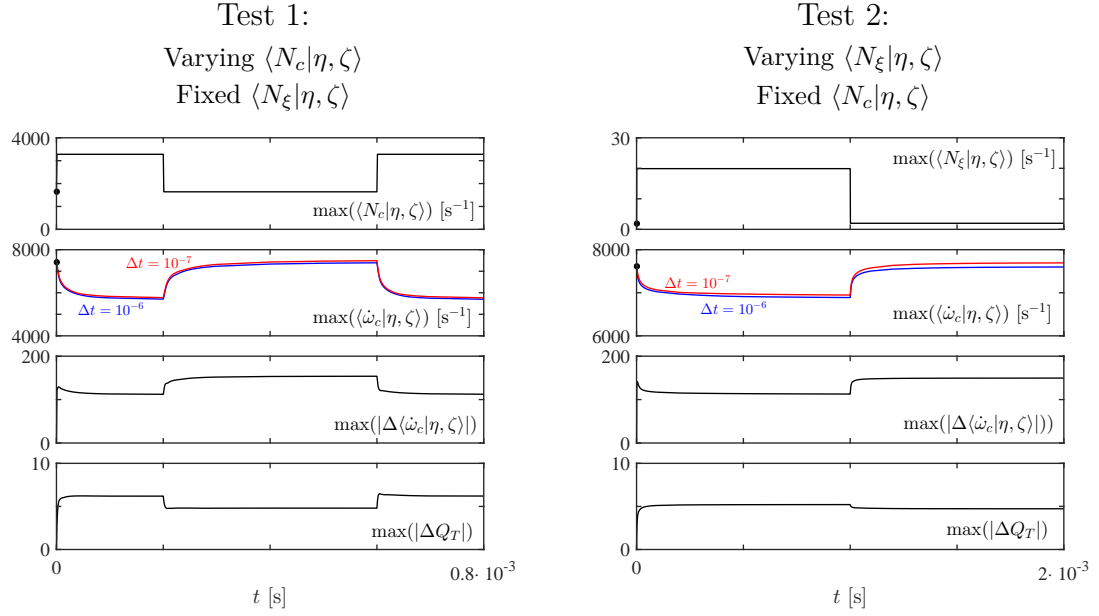 Test 1:
Varying ⟨N_c|η, ζ⟩
Fixed ⟨N_ξ|η, ζ⟩
4000
0
max(⟨N_c|η, ζ⟩) [s⁻¹]
8000
4000
Δt = 10⁻⁷
Δt = 10⁻⁶
max(⟨ω̇_c|η, ζ⟩) [s⁻¹]
200
0
max(|Δ⟨ω̇_c|η, ζ⟩|)
10
0
max(|ΔQ_T|)
0
0.8· 10⁻³
t [s]
Test 2:
Varying ⟨N_ξ|η, ζ⟩
Fixed ⟨N_c|η, ζ⟩
30
0
max(⟨N_ξ|η, ζ⟩) [s⁻¹]
8000
6000
Δt = 10⁻⁷
Δt = 10⁻⁶
max(⟨ω̇_c|η, ζ⟩) [s⁻¹]
200
0
max(|Δ⟨ω̇_c|η, ζ⟩|))
10
0
max(|ΔQ_T|)
0
2· 10⁻³
t [s]